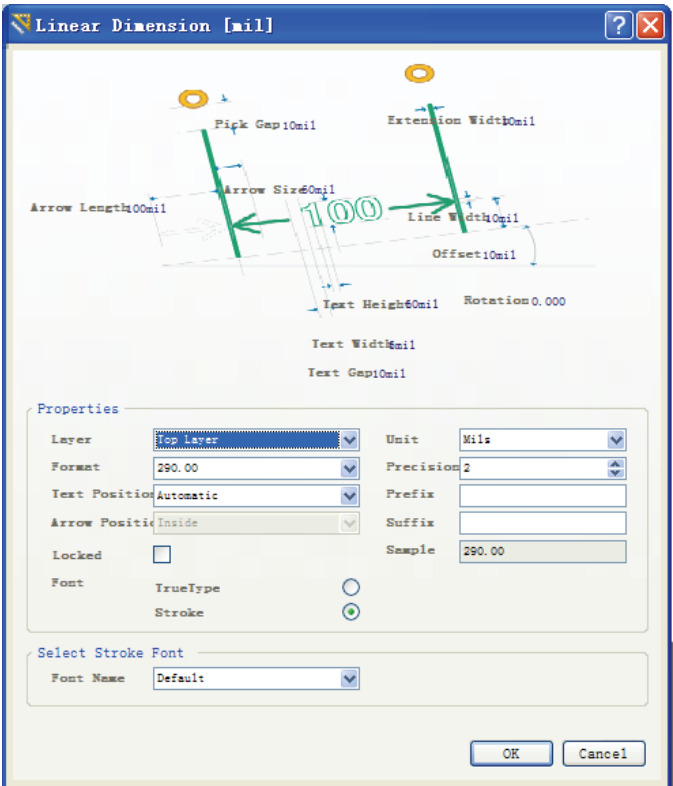 Linear Dimension [mil]
Pick Gap 10mil
Extension Width 10mil
Arrow Size 60mil
Arrow Length 100mil
100
Line Width 10mil
Offset 10mil
Text Height 60mil
Rotation 0.000
Text Width 6mil
Text Gap 10mil
Properties
Layer Top Layer Unit Mils
Format 290.00 Precision 2
Text Position Automatic Prefix
Arrow Positio Inside Suffix
Locked Sample 290.00
Font TrueType
Stroke
Select Stroke Font
Font Name Default
OK Cancel